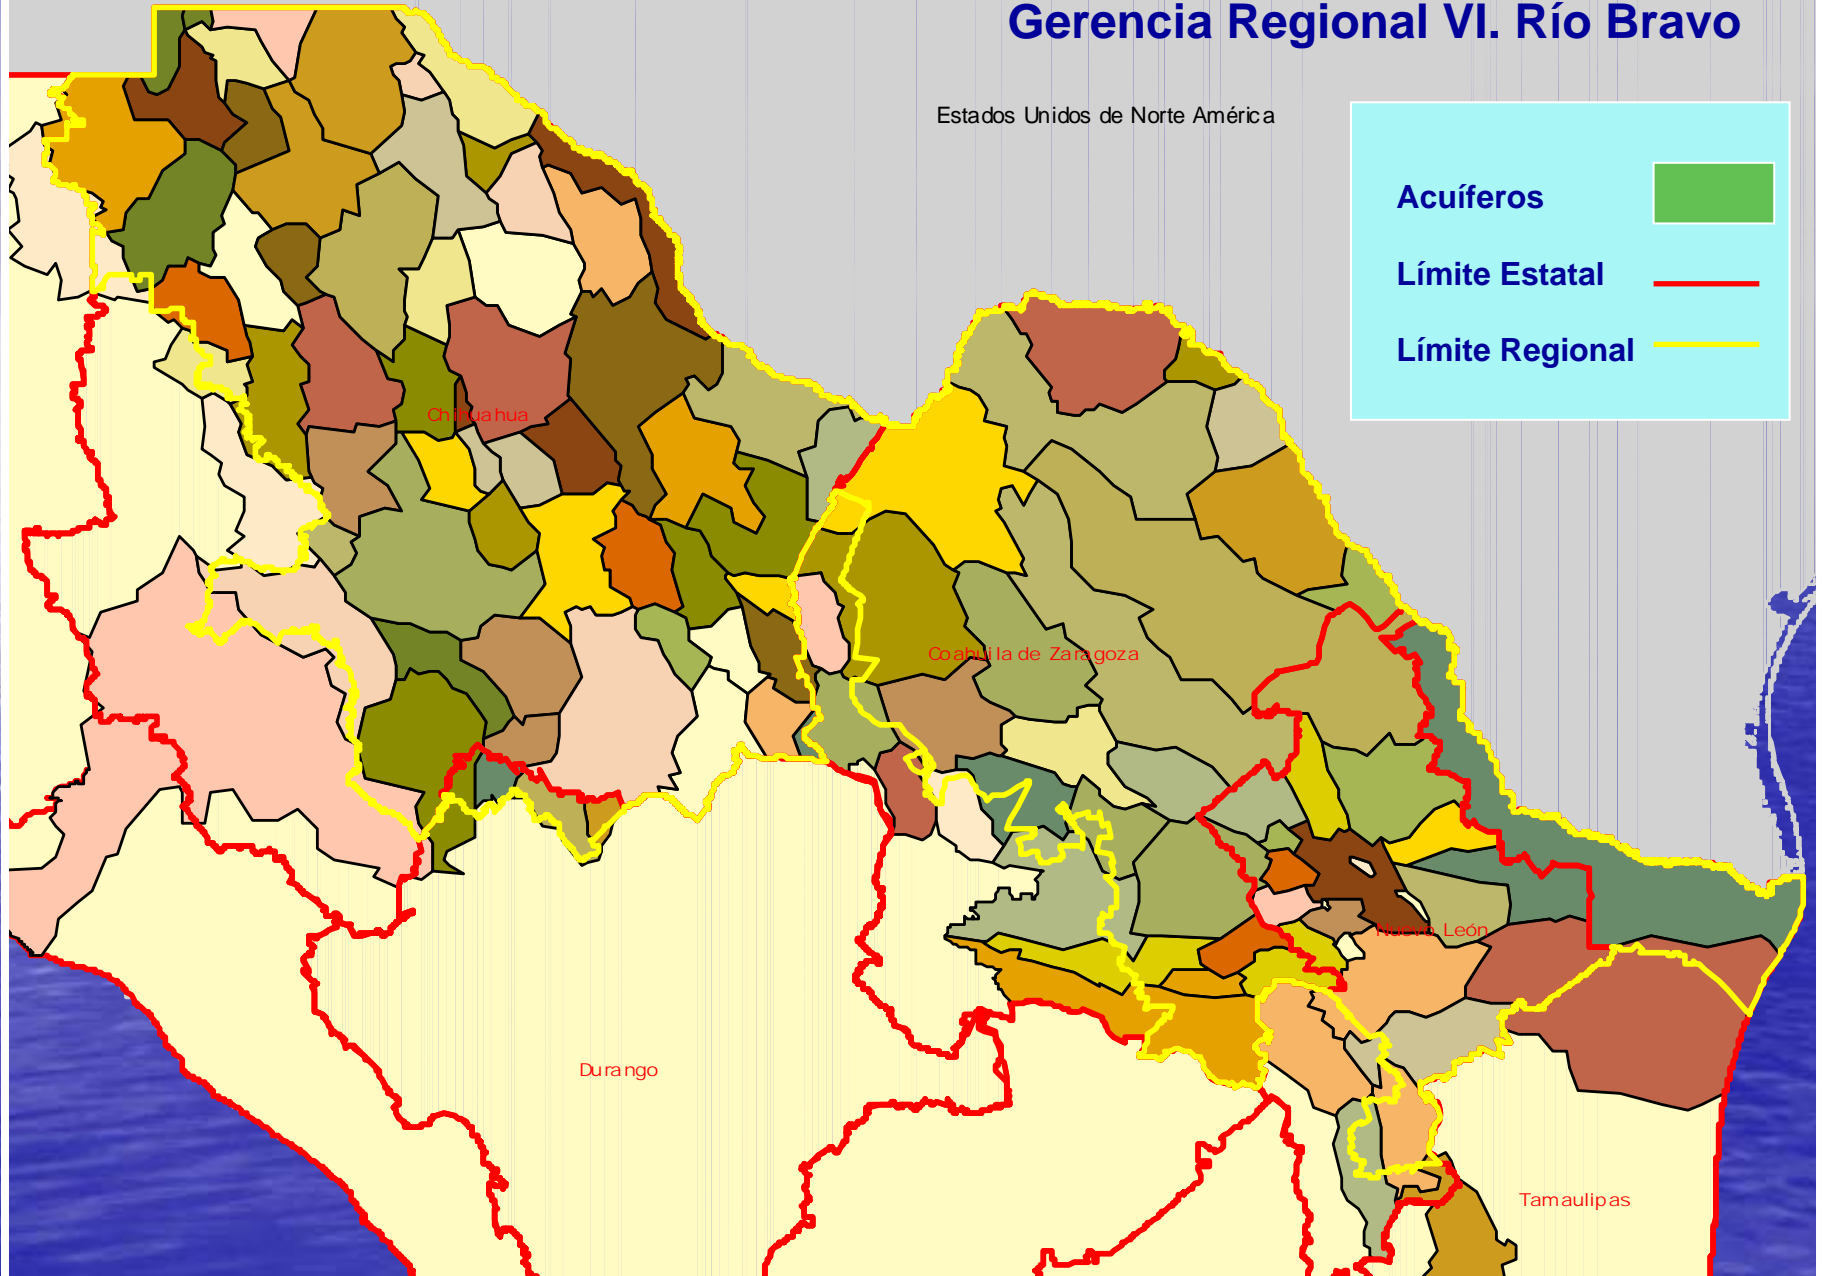 Gerencia Regional VI. Río Bravo
Estados Unidos de Norte América
Acuíferos
Límite Estatal
Límite Regional
Chihuahua
Coahuila de Zaragoza
Nuevo León
Durango
Tamaulipas